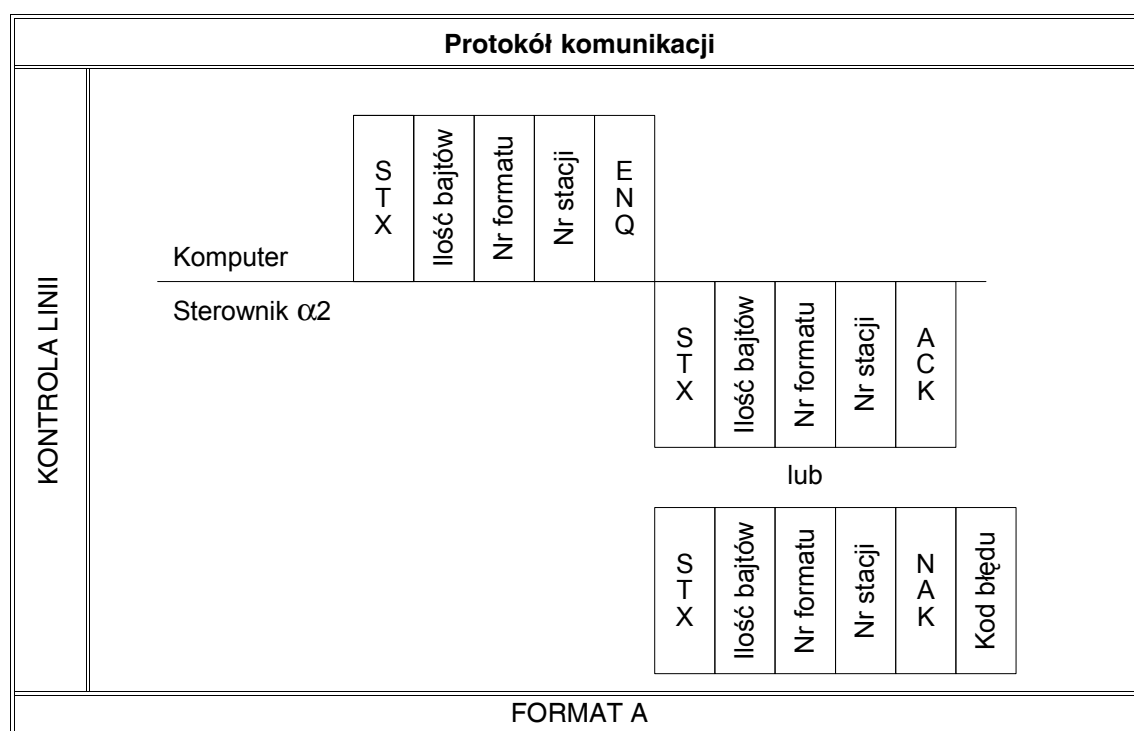 Protokół komunikacji
KONTROLA LINII
STX
Ilość bajtów
Nr formatu
Nr stacji
ENQ
Komputer
Sterownik α2
STX
Ilość bajtów
Nr formatu
Nr stacji
ACK
lub
STX
Ilość bajtów
Nr formatu
Nr stacji
NAK
Kod błędu
FORMAT A